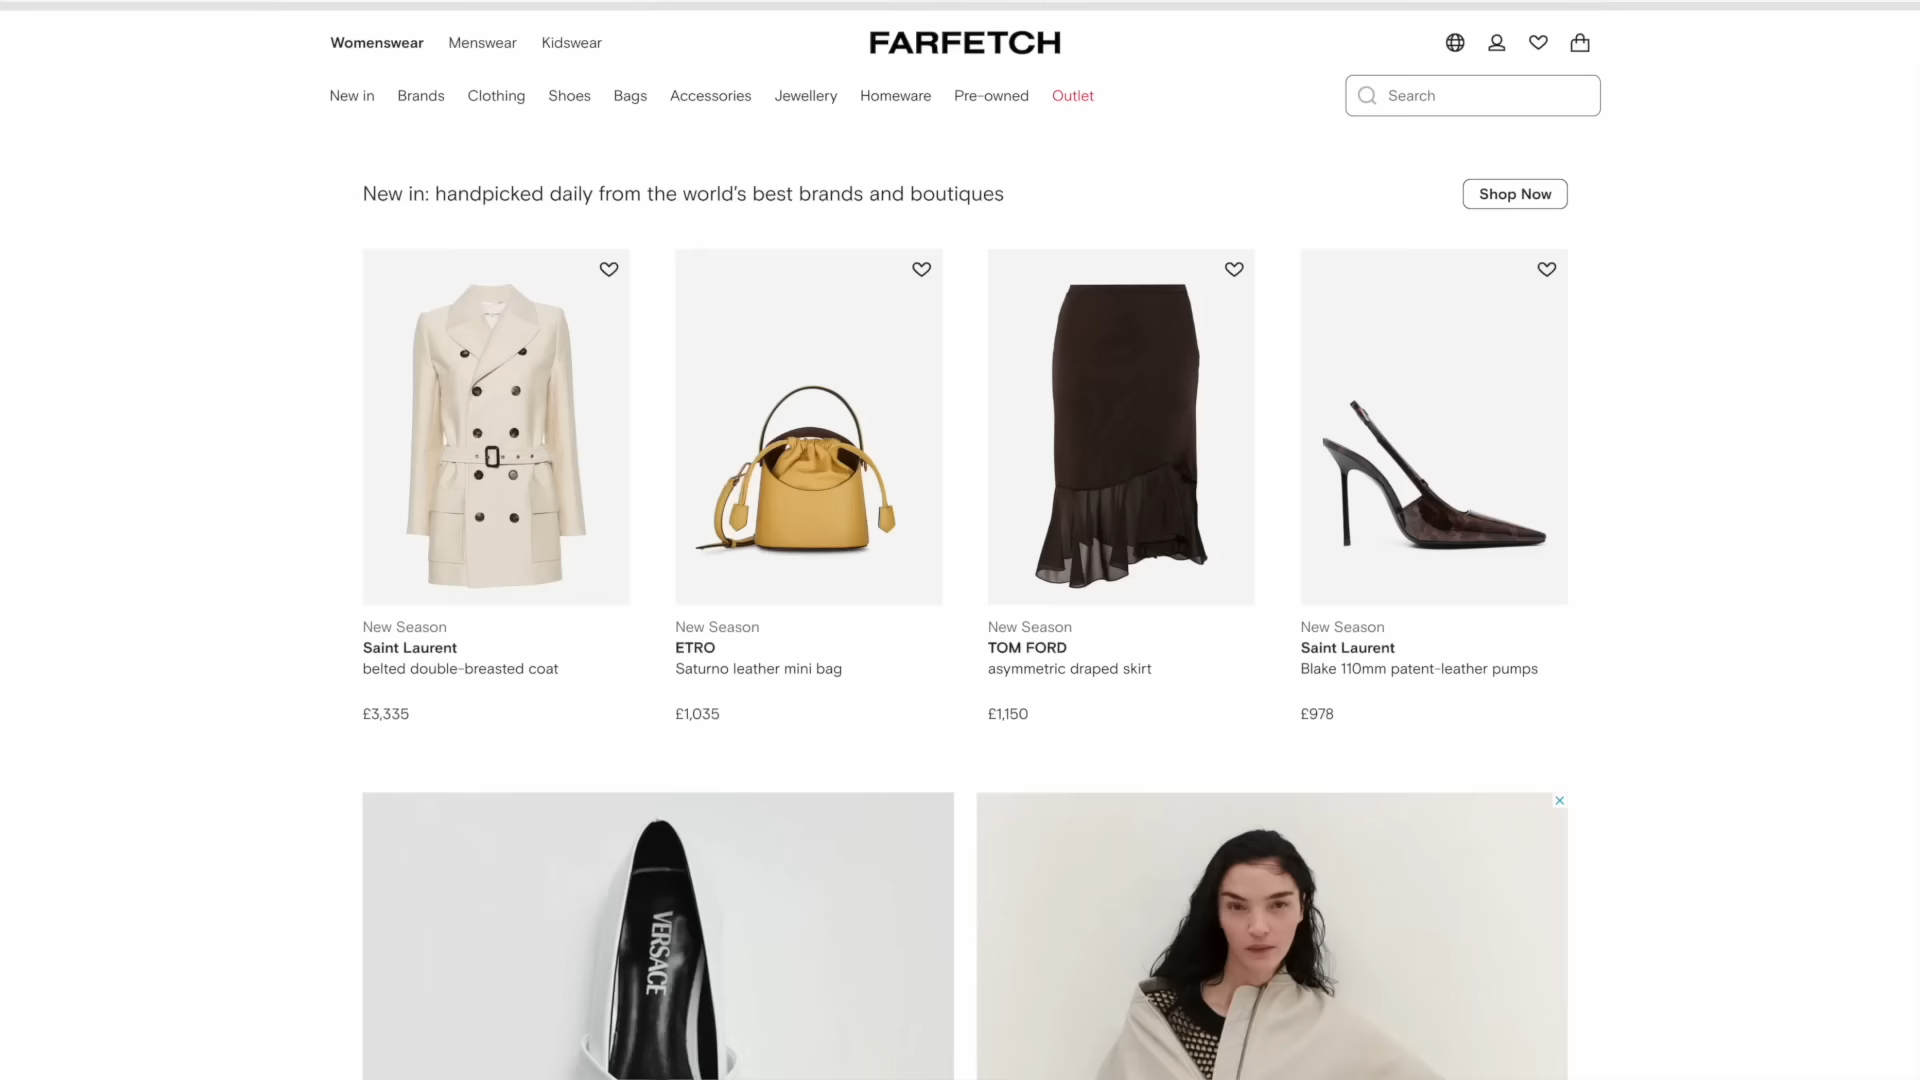 Womenswear Menswear Kidswear
FARFETCH
New in Brands Clothing Shoes Bags Accessories Jewellery Homeware Pre-owned Outlet
Search
New in: handpicked daily from the world's best brands and boutiques
Shop Now
New Season
Saint Laurent
belted double-breasted coat
£3,335
New Season
ETRO
Saturno leather mini bag
£1,035
New Season
TOM FORD
asymmetric draped skirt
£1,150
New Season
Saint Laurent
Blake 110mm patent-leather pumps
£978
VERSACE